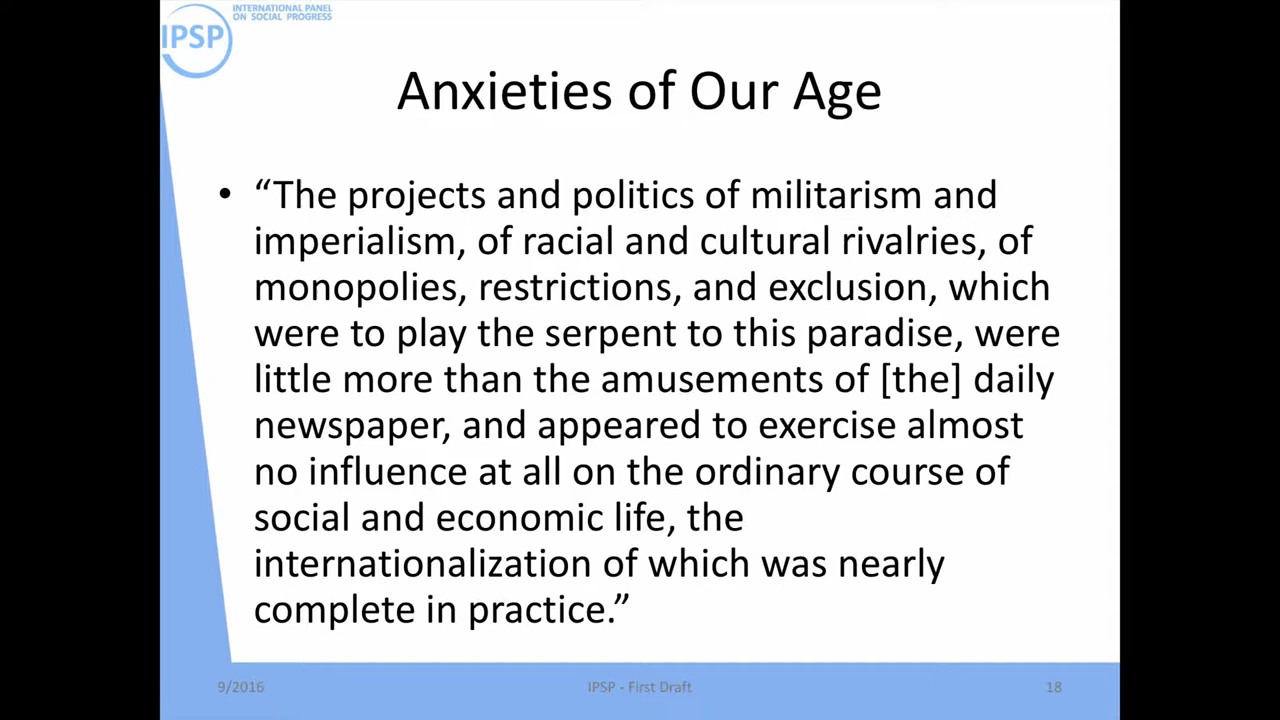 INTERNATIONAL PANEL
ON SOCIAL PROGRESS
IPSP
Anxieties of Our Age
• “The projects and politics of militarism and
imperialism, of racial and cultural rivalries, of
monopolies, restrictions, and exclusion, which
were to play the serpent to this paradise, were
little more than the amusements of [the] daily
newspaper, and appeared to exercise almost
no influence at all on the ordinary course of
social and economic life, the
internationalization of which was nearly
complete in practice.”
9/2016
IPSP - First Draft
18